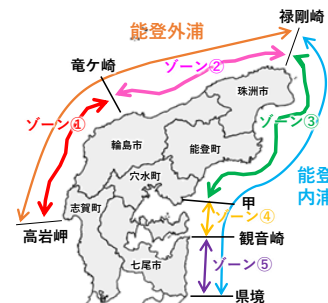 禄剛崎
能登外浦
竜ケ崎
ゾーン②
珠洲市
ゾーン①
ゾーン③
輪島市
能登町
穴水町
能登
内浦
志賀町
甲
ゾーン④
高岩岬
観音崎
七尾市
ゾーン⑤
県境